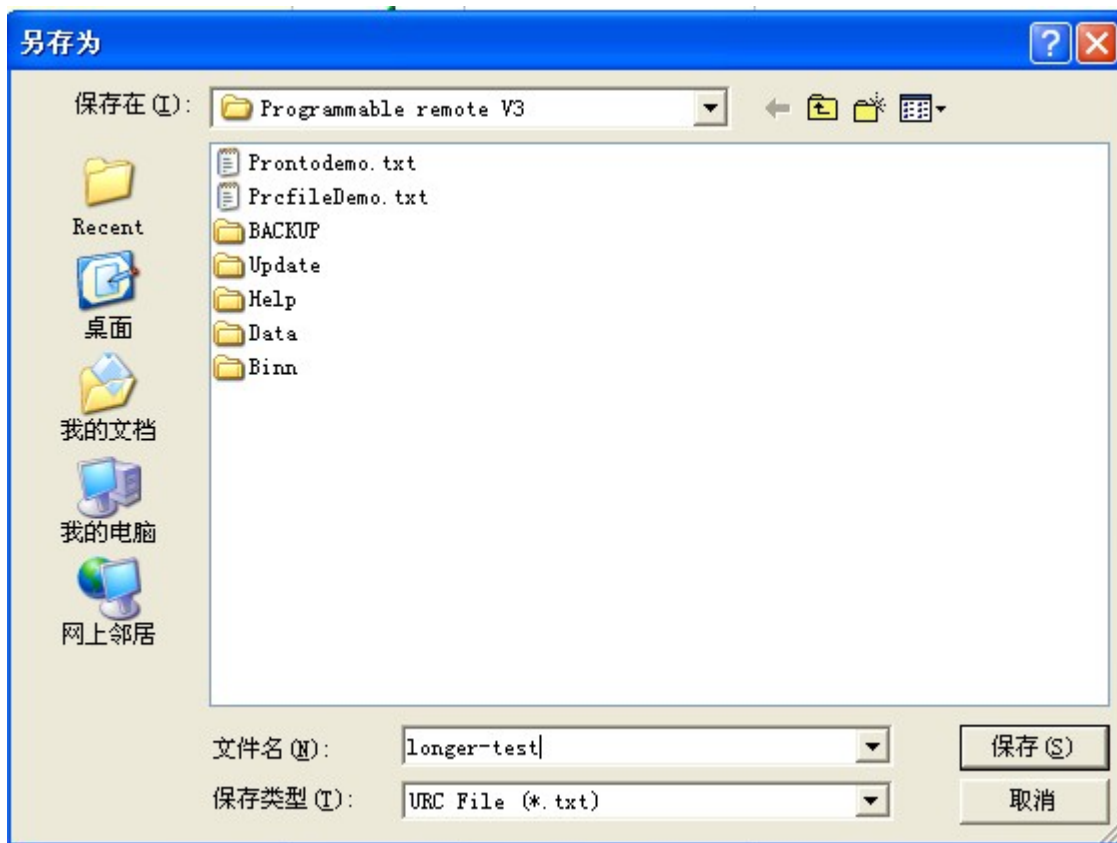 另存为
保存在(I):
Programmable remote V3
Prontodemo.txt
PrcfileDemo.txt
BACKUP
Update
Help
Data
Binn
Recent
桌面
我的文档
我的电脑
网上邻居
文件名(N):
longer-test
保存(S)
保存类型(T):
URC File (*.txt)
取消